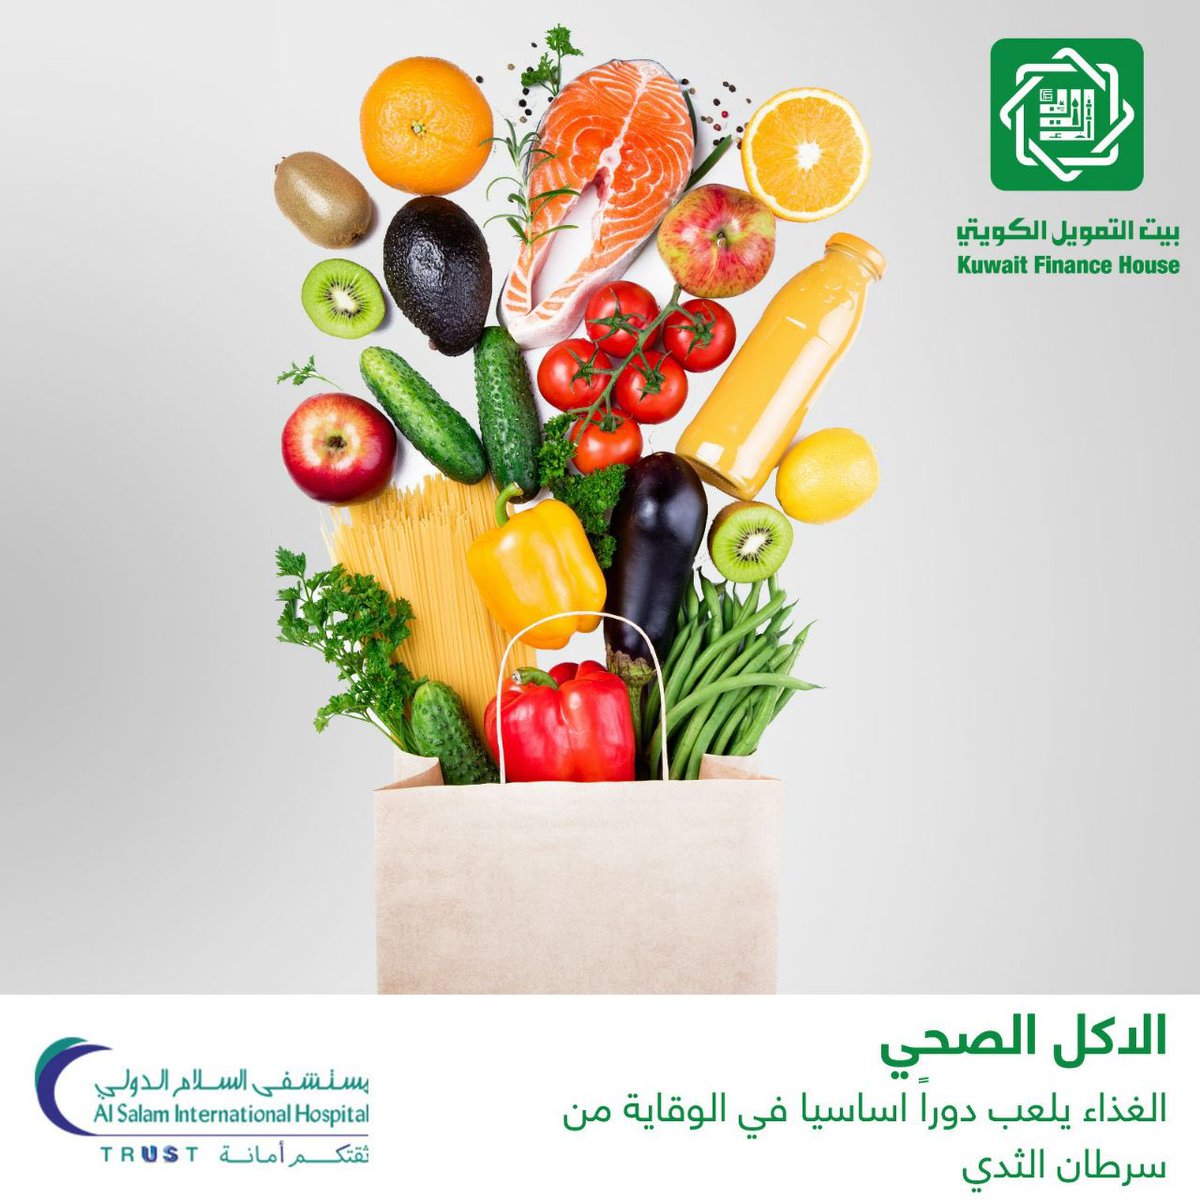 بيت التمويل الكويتي
Kuwait Finance House
الاكل الصحي
الغذاء يلعب دوراً اساسيا في الوقاية من
سرطان الثدي
مستشفى السلام الدولي
Al Salam International Hospital
TRUST ثقتكم أمانة